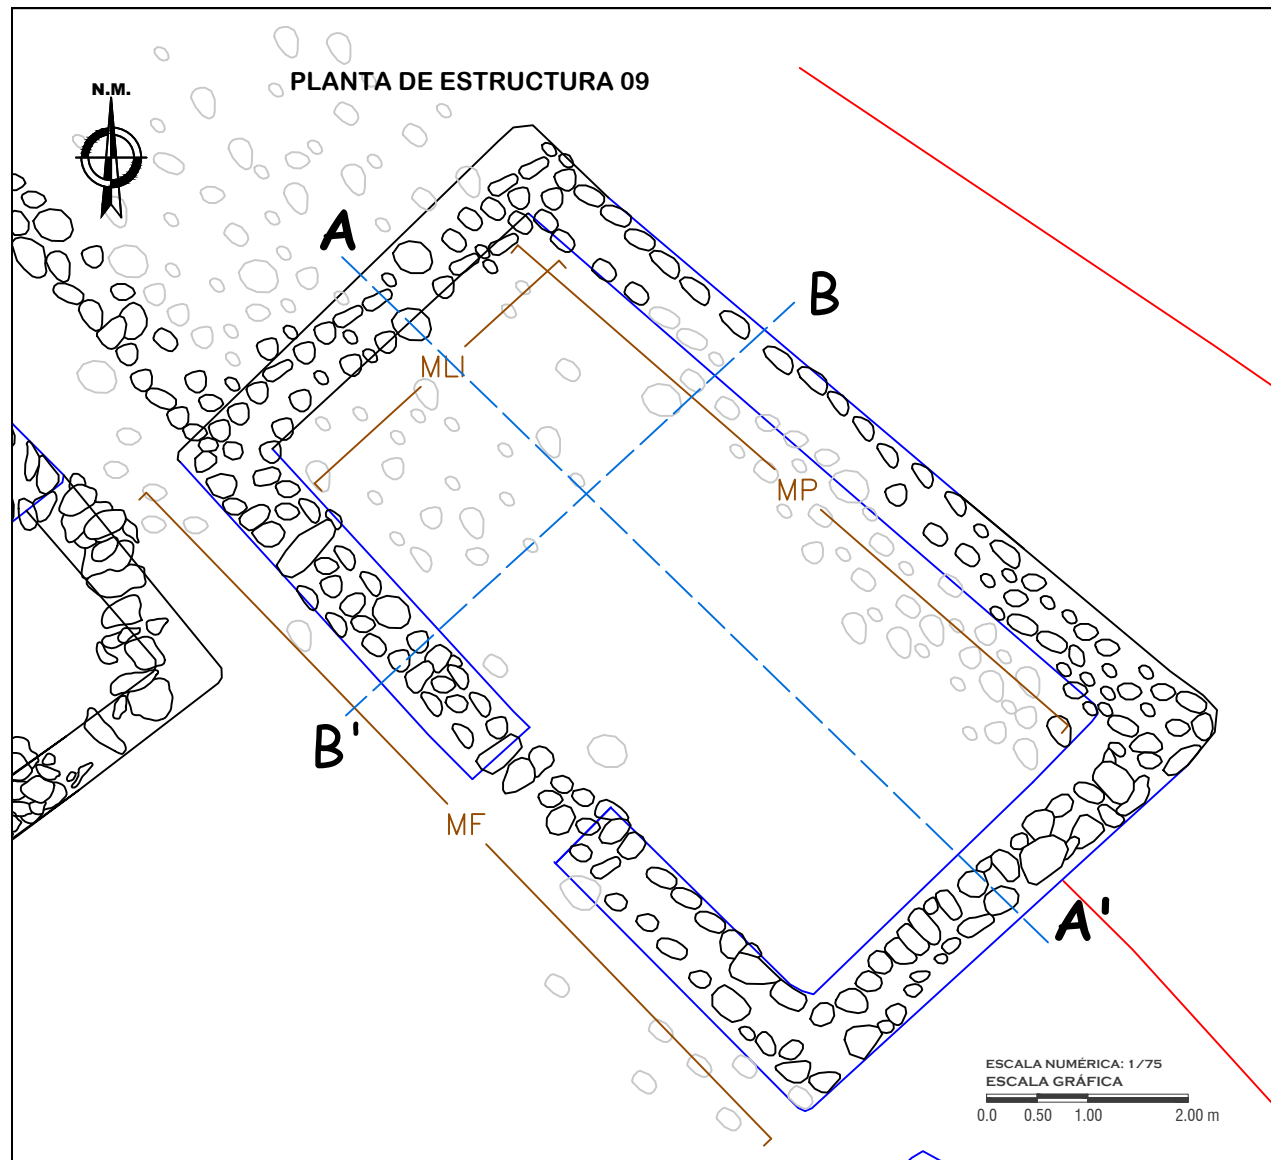 PLANTA DE ESTRUCTURA 09
N.M.
A
B
MLI
MP
B'
MF
A'
ESCALA NUMÉRICA: 1/75
ESCALA GRÁFICA
0.0 0.50 1.00 2.00 m